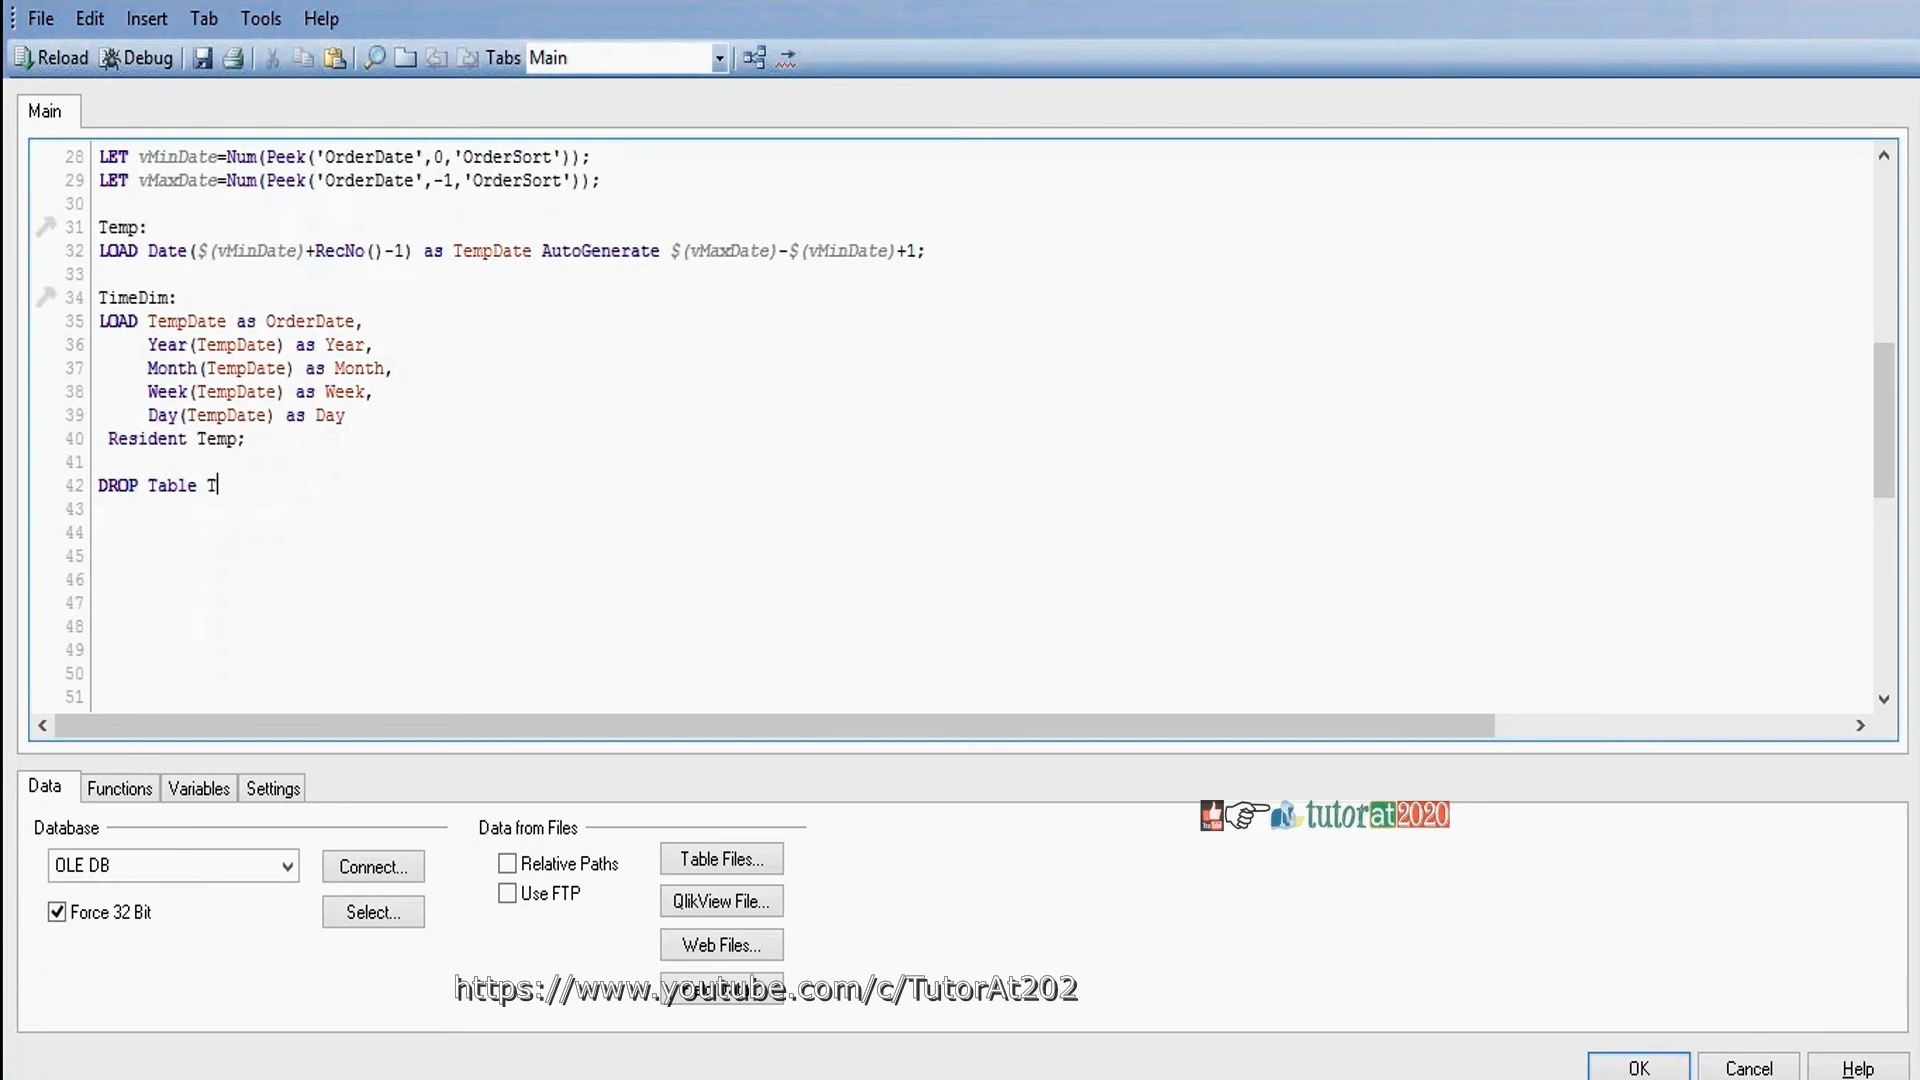 File Edit Insert Tab Tools Help
Reload Debug Tabs Main
Main
28 LET vMinDate=Num(Peek('OrderDate',0,'OrderSort'));
29 LET vMaxDate=Num(Peek('OrderDate',-1,'OrderSort'));
30
31 Temp:
32 LOAD Date($(vMinDate)+RecNo()-1) as TempDate AutoGenerate $(vMaxDate)-$(vMinDate)+1;
33
34 TimeDim:
35 LOAD TempDate as OrderDate,
36 Year(TempDate) as Year,
37 Month(TempDate) as Month,
38 Week(TempDate) as Week,
39 Day(TempDate) as Day
40 Resident Temp;
41
42 DROP Table T
43
44
45
46
47
48
49
50
51
Data Functions Variables Settings
Database Data from Files
OLE DB Connect... Relative Paths Table Files...
Use FTP QlikView File...
Force 32 Bit Select...
Web Files...
tutorat2020
https://www.youtube.com/c/TutorAt202
OK Cancel Help